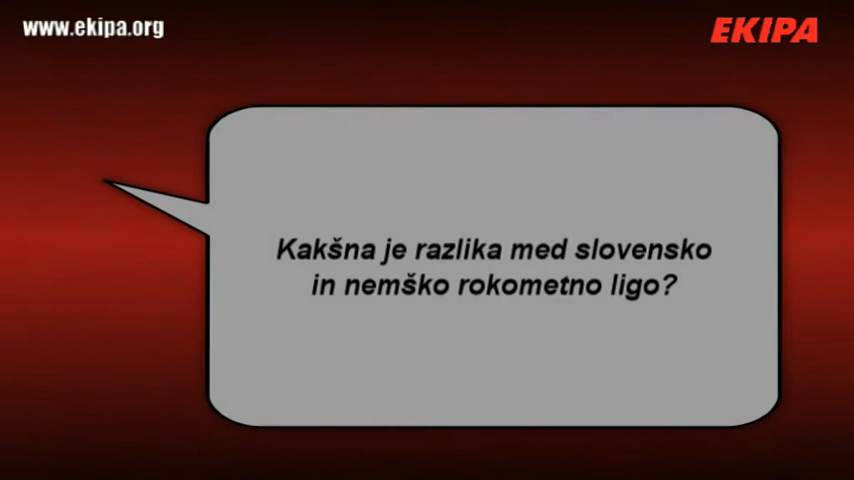 www.ekipa.org
EKIPA
Kakšna je razlika med slovensko
in nemško rokometno ligo?